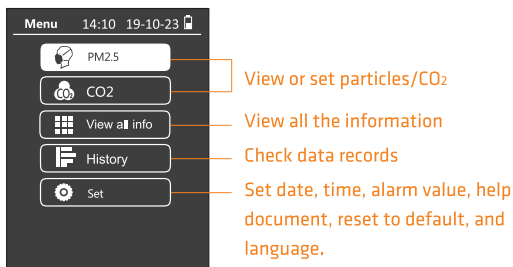 Menu 14:10 19-10-23
PM2.5
CO2
View all info
History
Set
View or set particles/CO2
View all the information
Check data records
Set date, time, alarm value, help
document, reset to default, and
language.